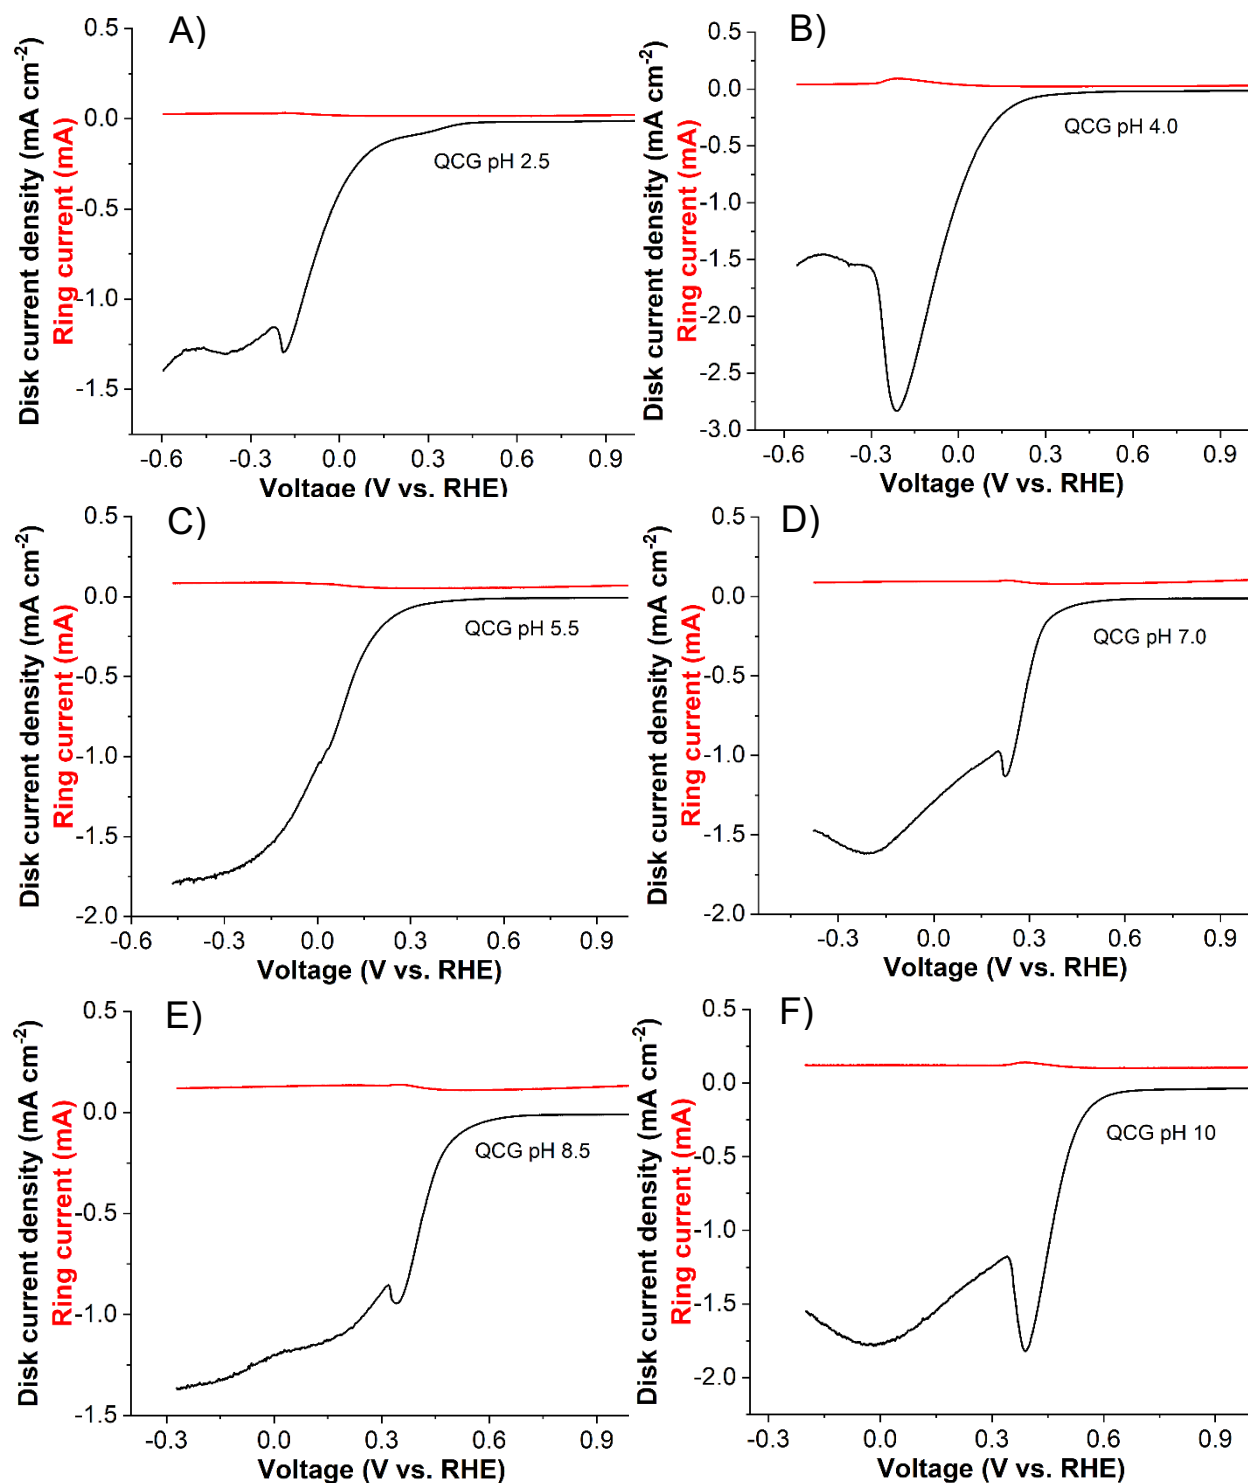 A)
Disk current density (mA cm-2)
Ring current (mA)
0.5
0.0
-0.5
-1.0
-1.5
QCG pH 2.5
-0.6 -0.3 0.0 0.3 0.6 0.9
Voltage (V vs. RHE)
B)
Disk current density (mA cm-2)
Ring current (mA)
0.5
0.0
-0.5
-1.0
-1.5
-2.0
-2.5
-3.0
QCG pH 4.0
-0.6 -0.3 0.0 0.3 0.6 0.9
Voltage (V vs. RHE)
C)
Disk current density (mA cm-2)
Ring current (mA)
0.5
0.0
-0.5
-1.0
-1.5
-2.0
QCG pH 5.5
-0.6 -0.3 0.0 0.3 0.6 0.9
Voltage (V vs. RHE)
D)
Disk current density (mA cm-2)
Ring current (mA)
0.5
0.0
-0.5
-1.0
-1.5
-2.0
QCG pH 7.0
-0.3 0.0 0.3 0.6 0.9
Voltage (V vs. RHE)
E)
Disk current density (mA cm-2)
Ring current (mA)
0.5
0.0
-0.5
-1.0
-1.5
QCG pH 8.5
-0.3 0.0 0.3 0.6 0.9
Voltage (V vs. RHE)
F)
Disk current density (mA cm-2)
Ring current (mA)
0.5
0.0
-0.5
-1.0
-1.5
-2.0
QCG pH 10
-0.3 0.0 0.3 0.6 0.9
Voltage (V vs. RHE)